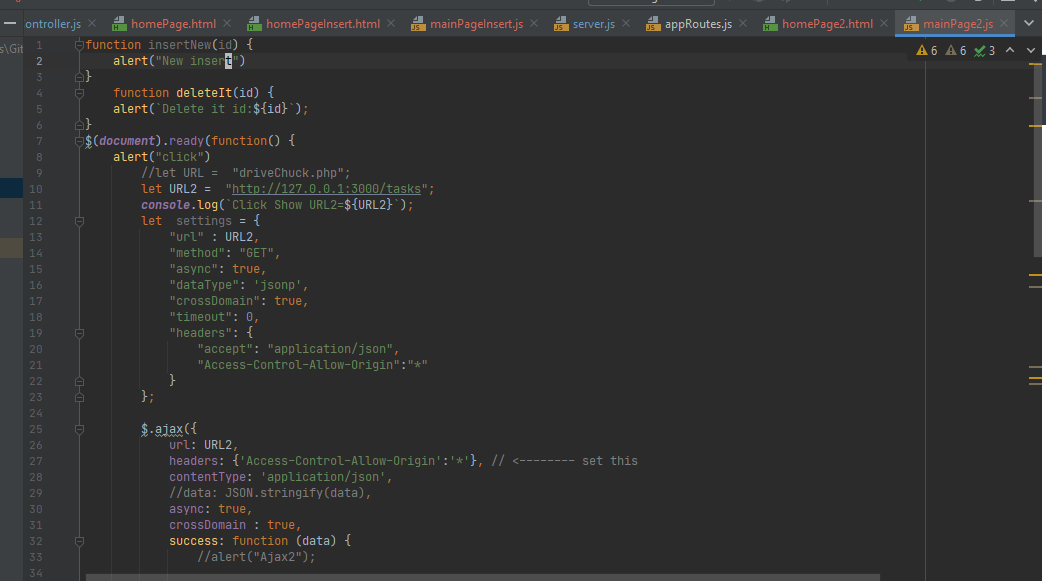 ontroller.js homePage.html homePageInsert.html mainPageInsert.js server.js appRoutes.js homePage2.html mainPage2.js
s\Git
6 6 3
1 function insertNew(id) {
2 alert("New insert")
3 }
4 function deleteIt(id) {
5 alert(`Delete it id:${id}`);
6 }
7 $(document).ready(function() {
8 alert("click")
9 //let URL = "driveChuck.php";
10 let URL2 = "http://127.0.0.1:3000/tasks";
11 console.log(`Click Show URL2=${URL2}`);
12 let settings = {
13 "url" : URL2,
14 "method": "GET",
15 "async": true,
16 "dataType": 'jsonp',
17 "crossDomain": true,
18 "timeout": 0,
19 "headers": {
20 "accept": "application/json",
21 "Access-Control-Allow-Origin":"*"
22 }
23 };
24
25 $.ajax({
26 url: URL2,
27 headers: {'Access-Control-Allow-Origin':'*'}, // <-------- set this
28 contentType: 'application/json',
29 //data: JSON.stringify(data),
30 async: true,
31 crossDomain : true,
32 success: function (data) {
33 //alert("Ajax2");
34